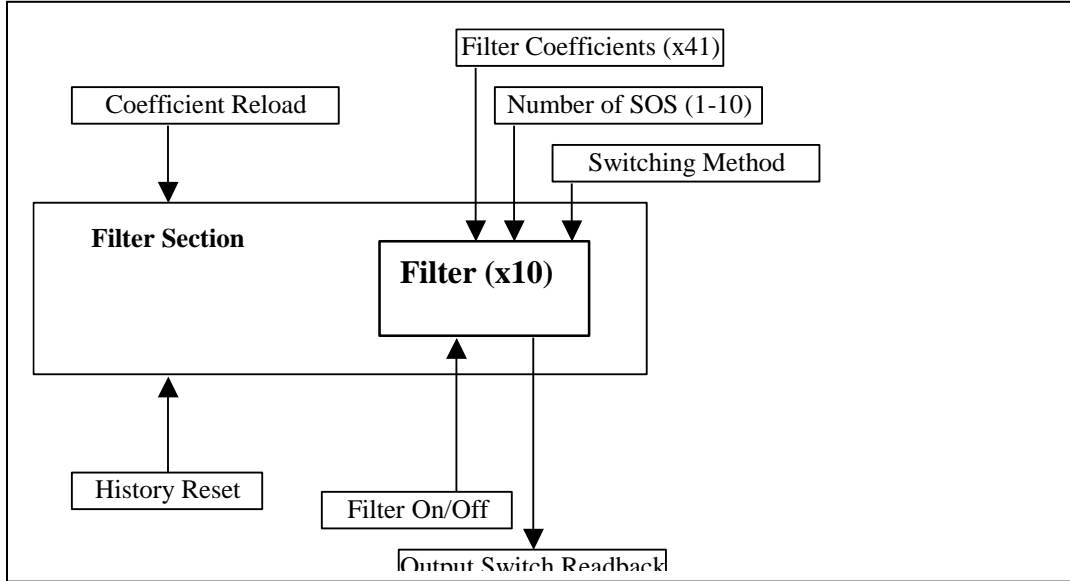 Filter Coefficients (x41)
Coefficient Reload
Number of SOS (1-10)
Switching Method
Filter Section
Filter (x10)
History Reset
Filter On/Off
Output Switch Readback